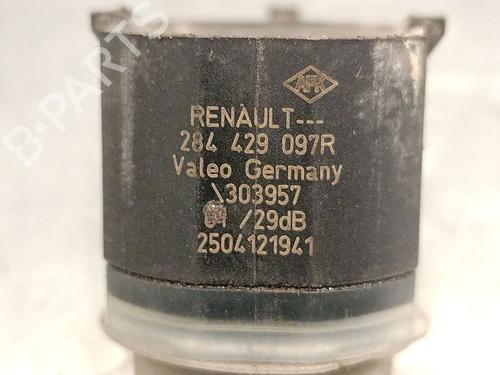 B-PARTS
AFK
RENAULT---
284 429 097R
Valeo Germany
\303957
/29dB
2504121941